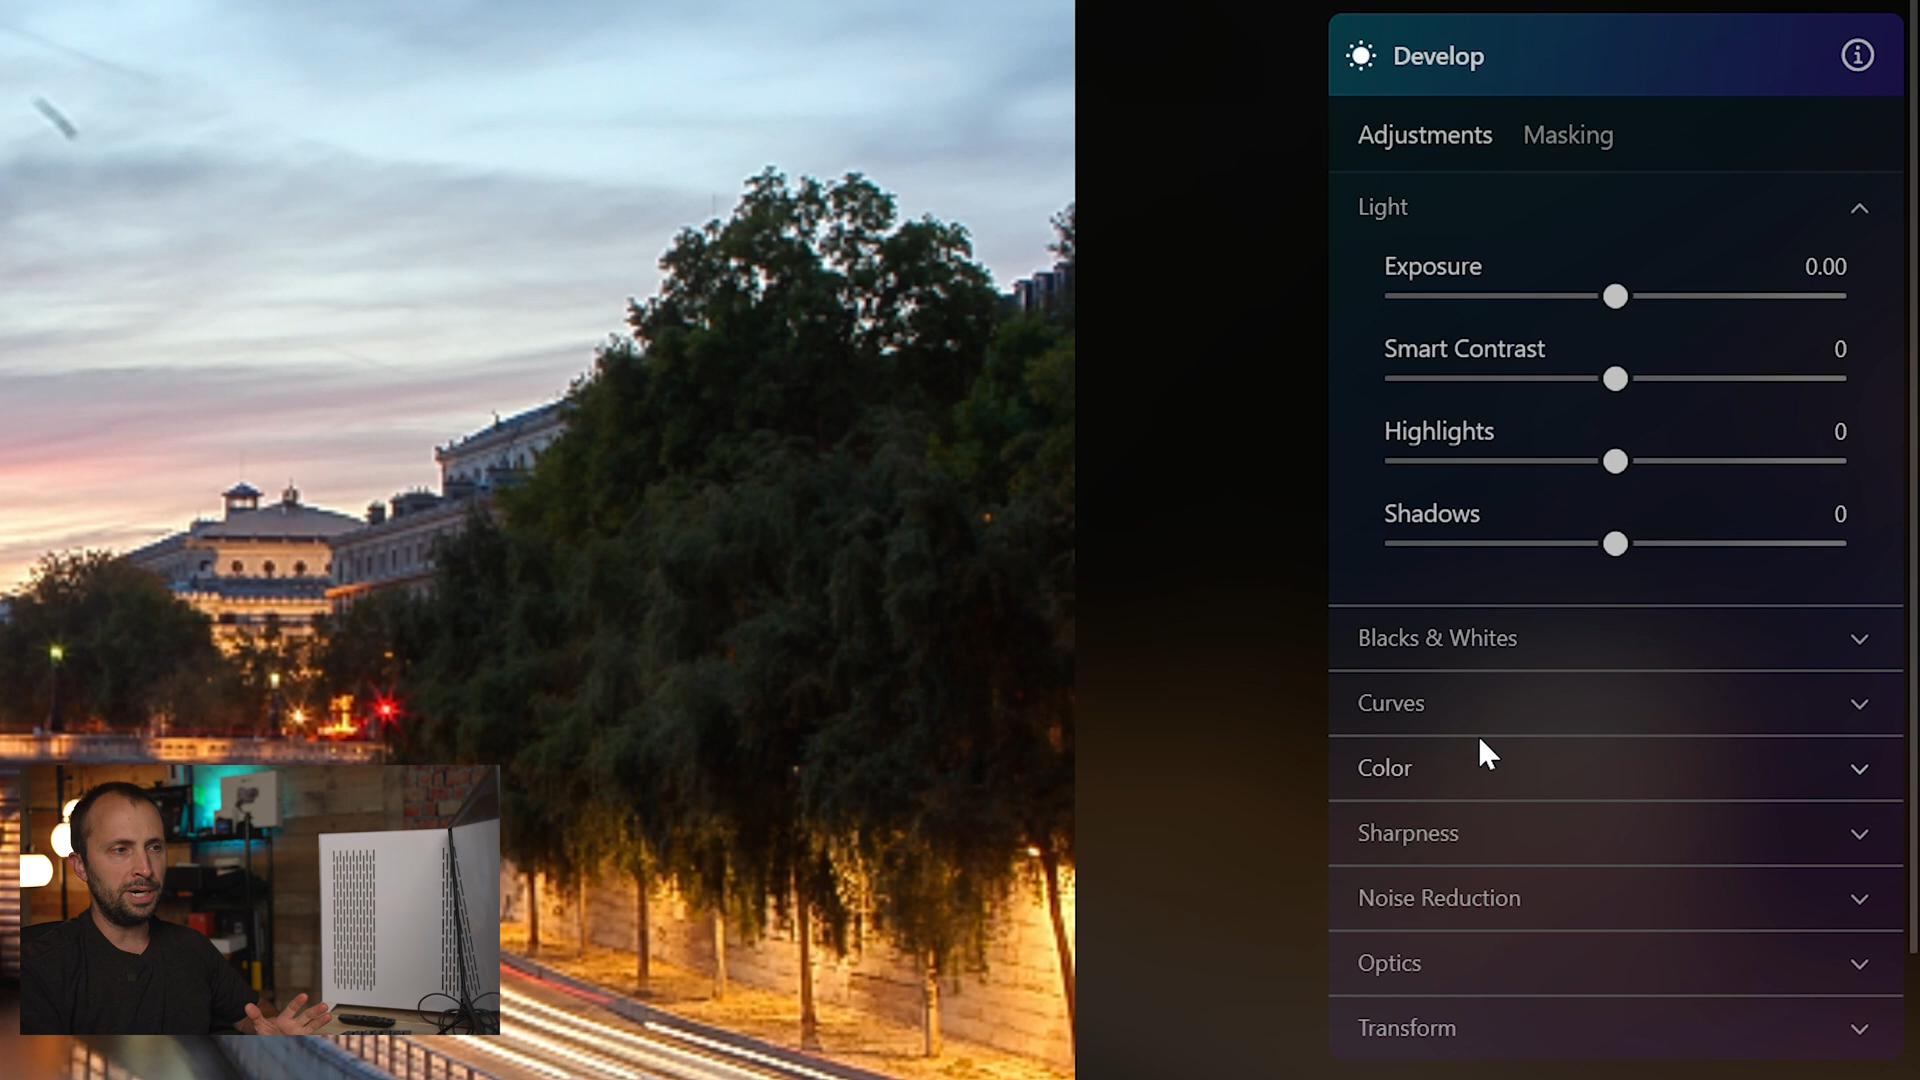 Develop
Adjustments Masking
Light
Exposure 0.00
Smart Contrast 0
Highlights 0
Shadows 0
Blacks & Whites
Curves
Color
Sharpness
Noise Reduction
Optics
Transform